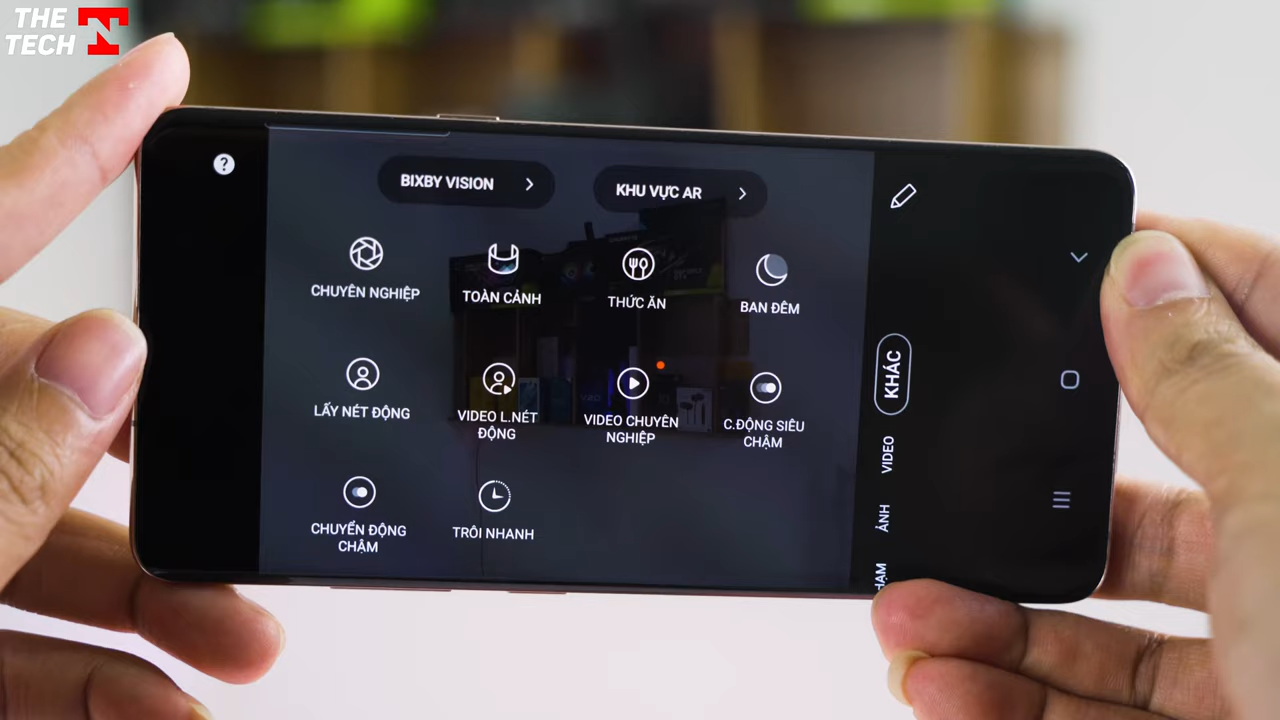 THE
TECH
BIXBY VISION
KHU VỰC AR
CHUYÊN NGHIỆP
TOÀN CẢNH
THỨC ĂN
BAN ĐÊM
LẤY NÉT ĐỘNG
VIDEO L.NÉT
ĐỘNG
VIDEO CHUYÊN
NGHIỆP
C.ĐỘNG SIÊU
CHẬM
CHUYỂN ĐỘNG
CHẬM
TRÔI NHANH
KHÁC
VIDEO
ẢNH